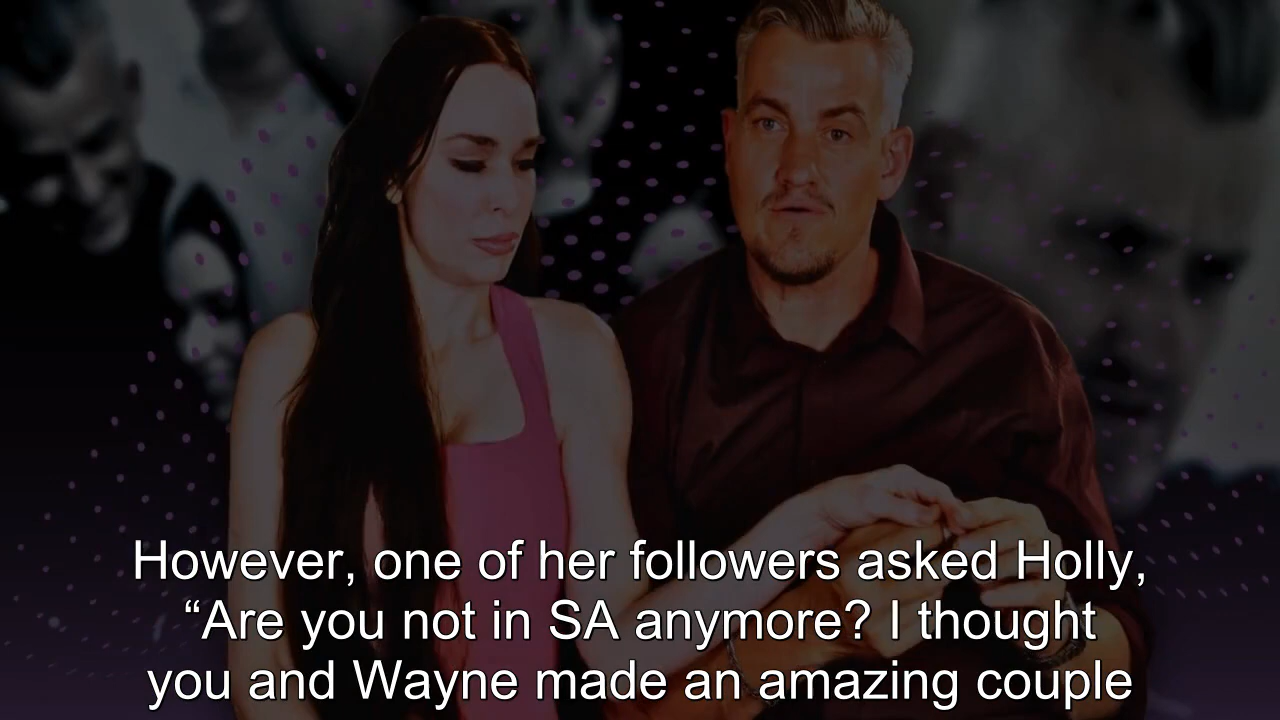 However, one of her followers asked Holly,
“Are you not in SA anymore? I thought
you and Wayne made an amazing couple